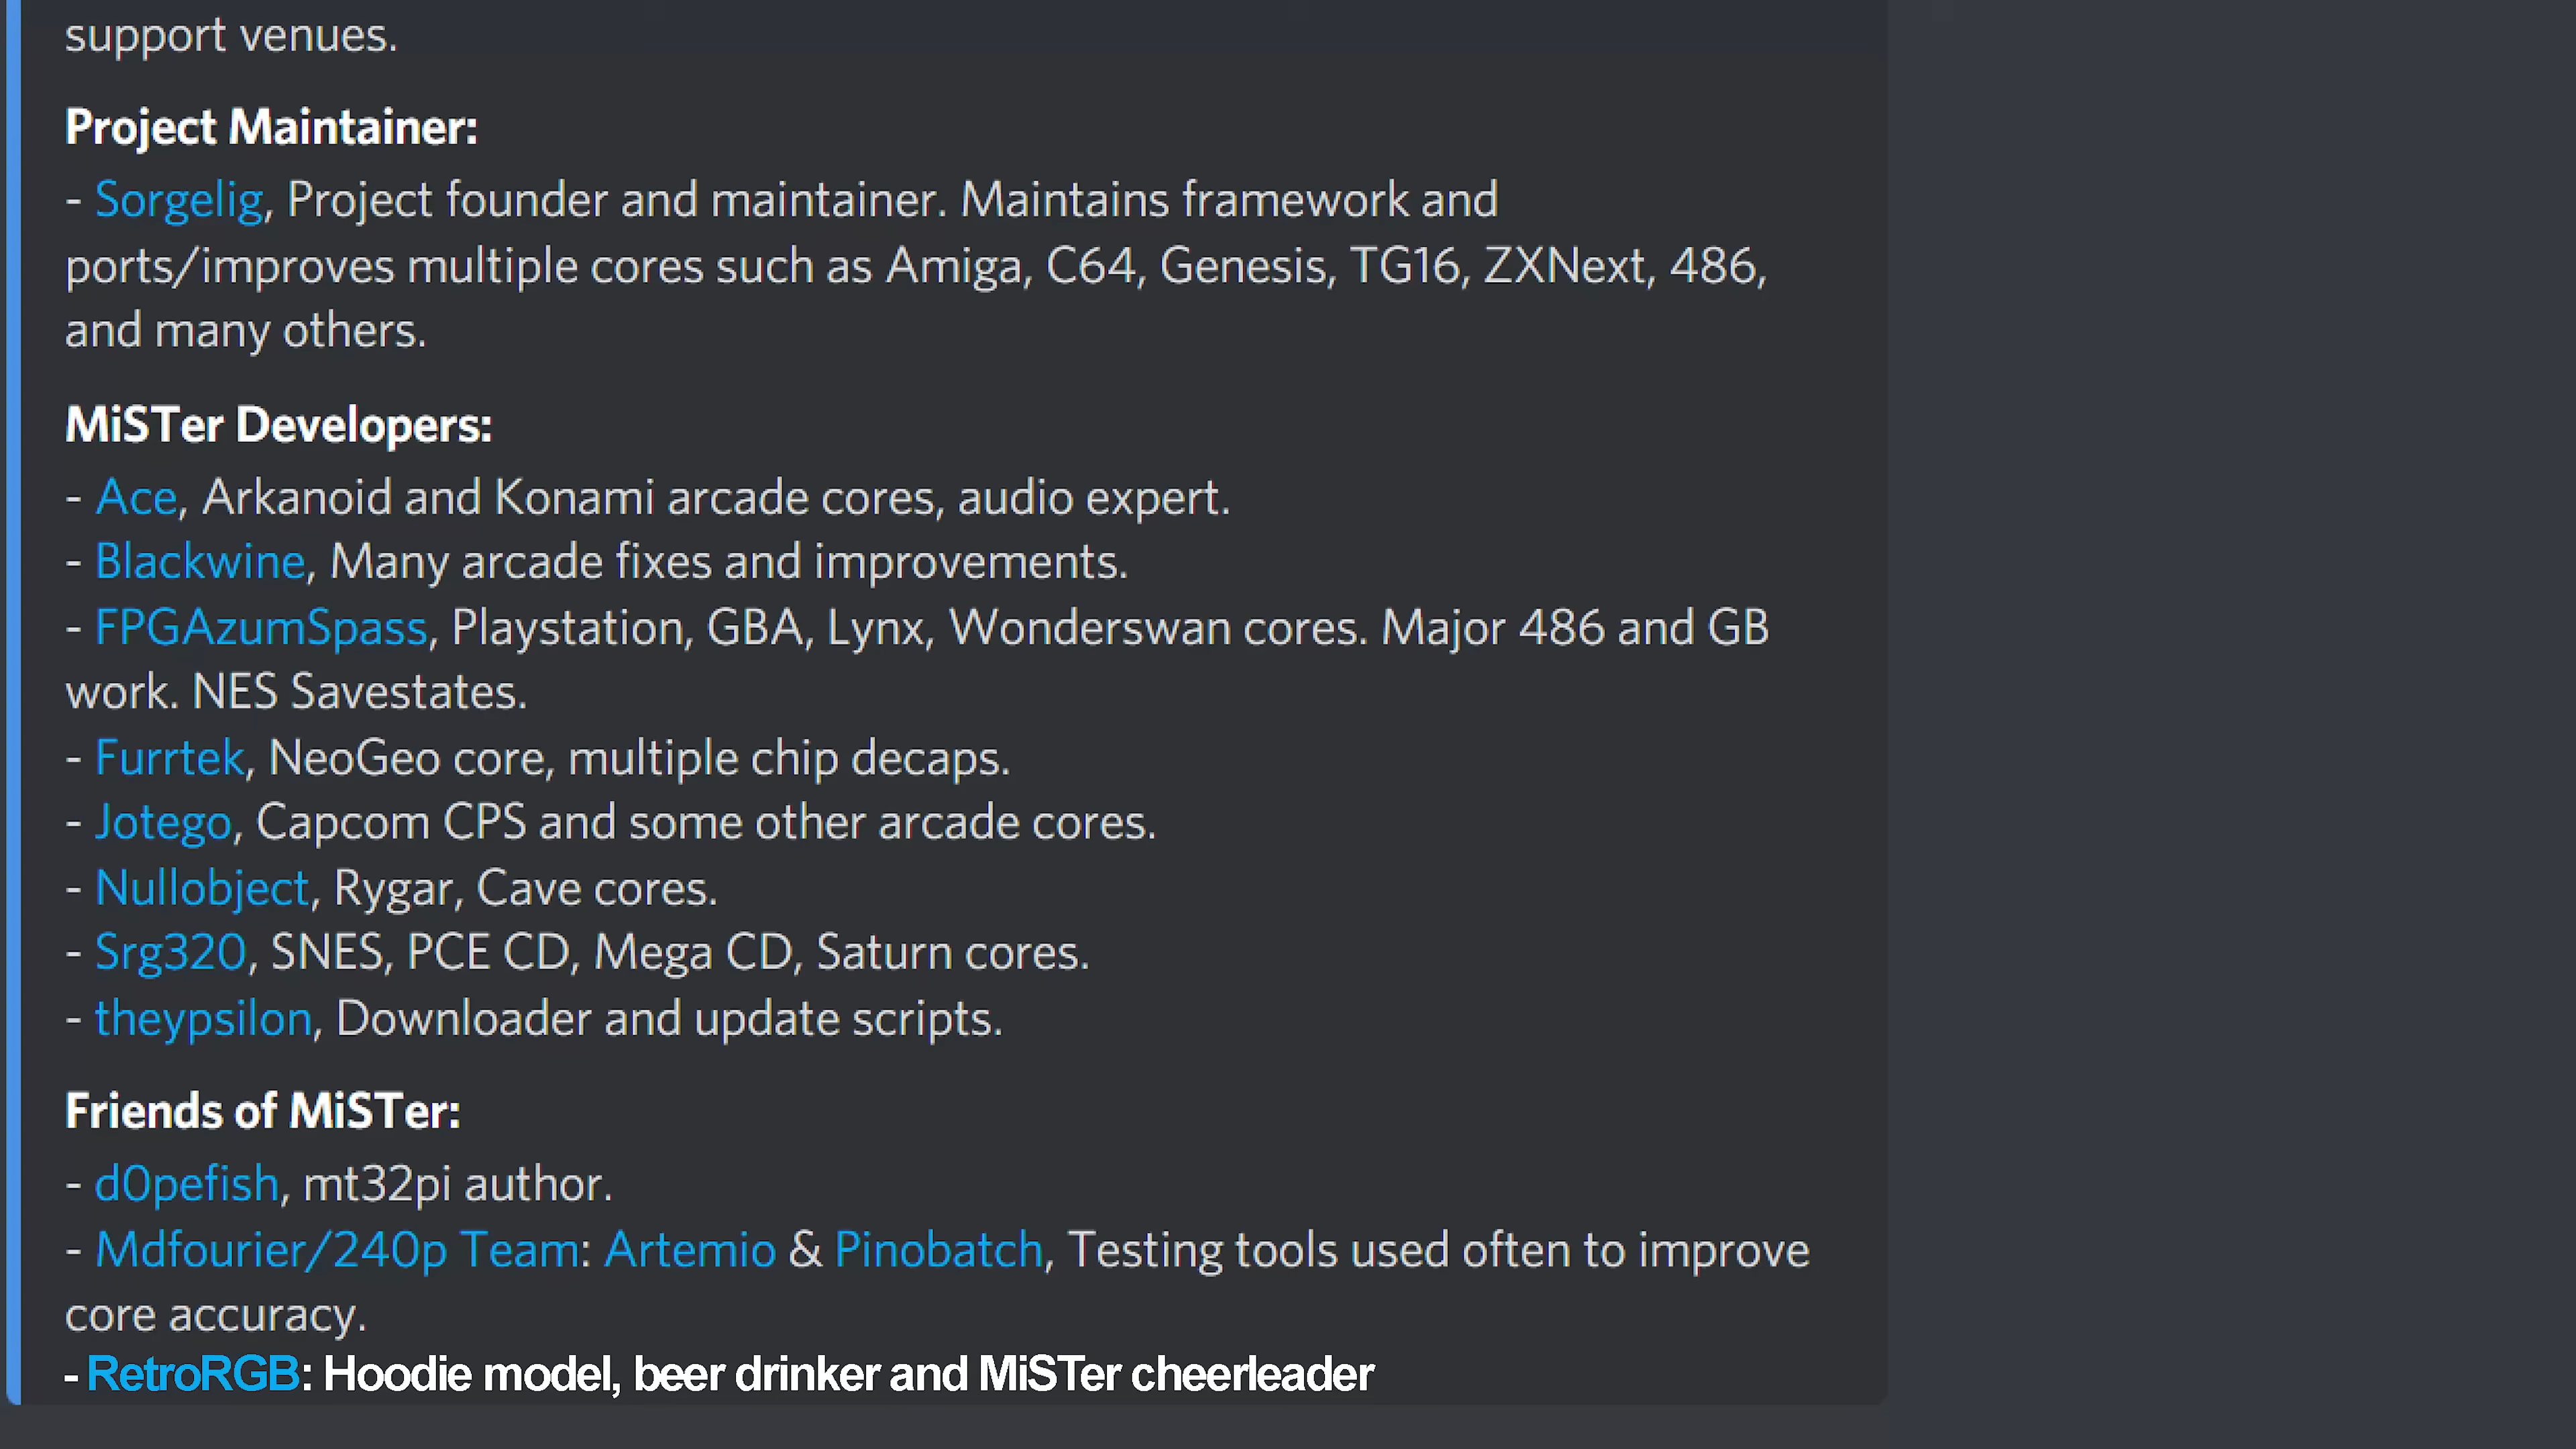 support venues.
Project Maintainer:
- Sorgelig, Project founder and maintainer. Maintains framework and
ports/improves multiple cores such as Amiga, C64, Genesis, TG16, ZXNext, 486,
and many others.
MiSTer Developers:
- Ace, Arkanoid and Konami arcade cores, audio expert.
- Blackwine, Many arcade fixes and improvements.
- FPGAzumSpass, Playstation, GBA, Lynx, Wonderswan cores. Major 486 and GB
work. NES Savestates.
- Furrtek, NeoGeo core, multiple chip decaps.
- Jotego, Capcom CPS and some other arcade cores.
- Nullobject, Rygar, Cave cores.
- Srg320, SNES, PCE CD, Mega CD, Saturn cores.
- theypsilon, Downloader and update scripts.
Friends of MiSTer:
- d0pefish, mt32pi author.
- Mdfourier/240p Team: Artemio & Pinobatch, Testing tools used often to improve
core accuracy.
- RetroRGB: Hoodie model, beer drinker and MiSTer cheerleader